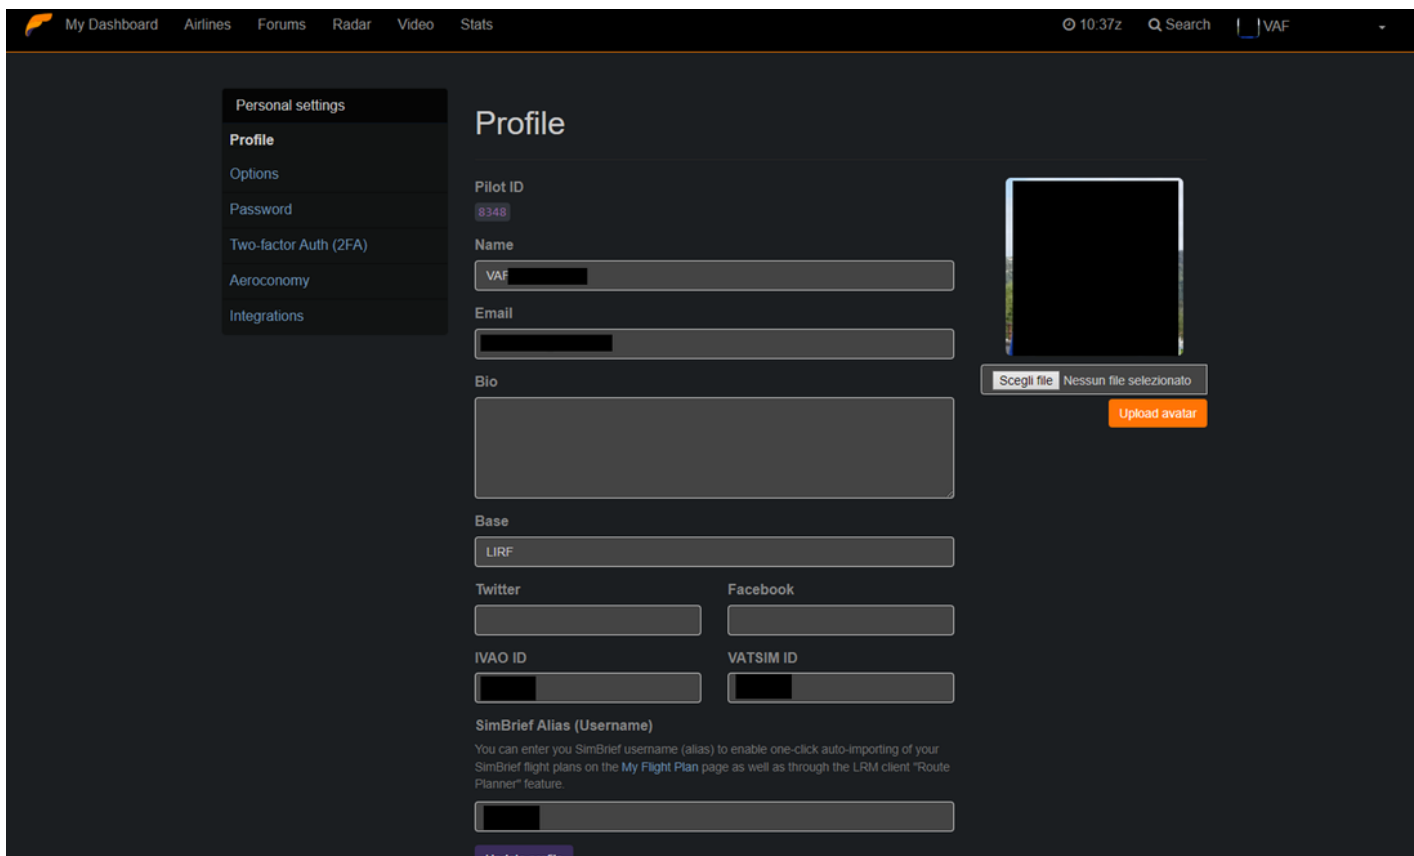 My Dashboard Airlines Forums Radar Video Stats 10:37z Search VAF
Personal settings
Profile
Options
Password
Two-factor Auth (2FA)
Aeroconomy
Integrations
Profile
Pilot ID
8348
Name
VAF
Email
Bio
Base
LIRF
Twitter Facebook
IVAO ID VATSIM ID
SimBrief Alias (Username)
You can enter you SimBrief username (alias) to enable one-click auto-importing of your
SimBrief flight plans on the My Flight Plan page as well as through the LRM client "Route
Planner" feature.
Scegli file Nessun file selezionato
Upload avatar